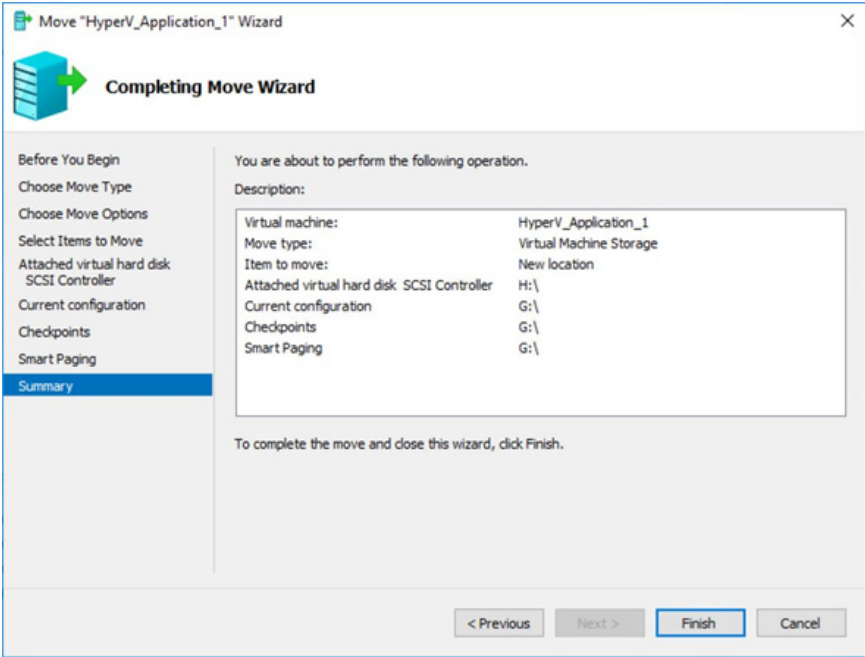 Move "HyperV_Application_1" Wizard
Completing Move Wizard
Before You Begin
Choose Move Type
Choose Move Options
Select Items to Move
Attached virtual hard disk
SCSI Controller
Current configuration
Checkpoints
Smart Paging
Summary
You are about to perform the following operation.
Description:
Virtual machine: HyperV_Application_1
Move type: Virtual Machine Storage
Item to move: New location
Attached virtual hard disk SCSI Controller H:\
Current configuration G:\
Checkpoints G:\
Smart Paging G:\
To complete the move and close this wizard, click Finish.
< Previous Next > Finish Cancel